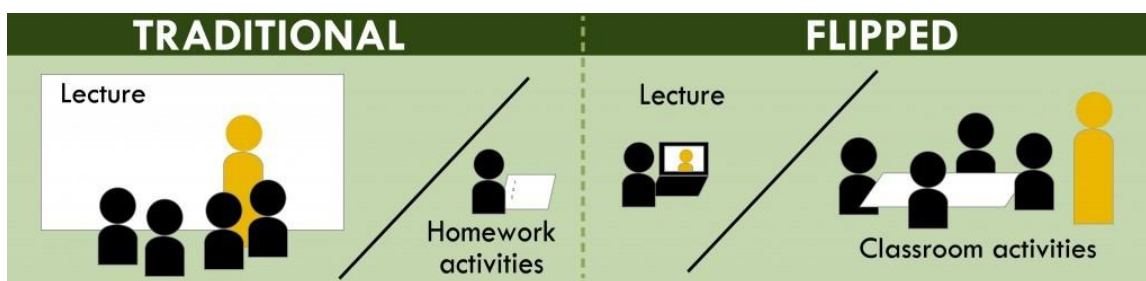 TRADITIONAL
Lecture
Homework
activities
FLIPPED
Lecture
Classroom activities